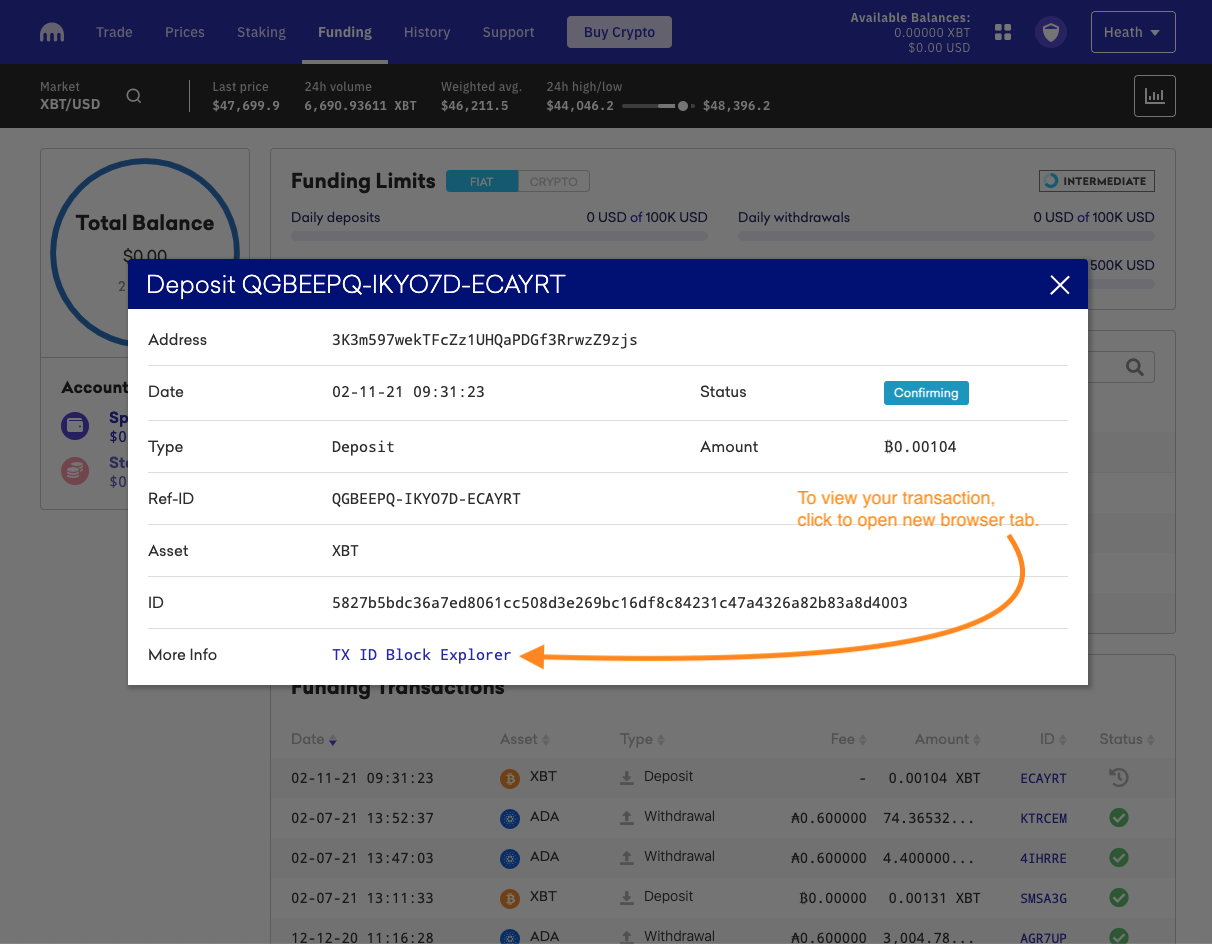 Trade Prices Staking Funding History Support Buy Crypto
Available Balances:
0.00000 XBT
$0.00 USD
Heath
Market
XBT/USD
Last price
$47,699.9
24h volume
6,690.93611 XBT
Weighted avg.
$46,211.5
24h high/low
$44,046.2 $48,396.2
Total Balance
$0.00
2
Funding Limits FIAT CRYPTO INTERMEDIATE
Daily deposits 0 USD of 100K USD Daily withdrawals 0 USD of 100K USD
500K USD
Deposit QGBEEPQ-IKYO7D-ECAYRT
Address 3K3m597wekTFcZz1UHQaPDGf3RrwzZ9zjs
Date 02-11-21 09:31:23 Status Confirming
Type Deposit Amount ₿0.00104
Ref-ID QGBEEPQ-IKYO7D-ECAYRT
To view your transaction,
click to open new browser tab.
Asset XBT
ID 5827b5bdc36a7ed8061cc508d3e269bc16df8c84231c47a4326a82b83a8d4003
More Info TX ID Block Explorer
Account
Sp
$0
St
$0
Funding Transactions
Date Asset Type Fee Amount ID Status
02-11-21 09:31:23 XBT Deposit - 0.00104 XBT ECAYRT
02-07-21 13:52:37 ADA Withdrawal ₳0.600000 74.36532... KTRCEM
02-07-21 13:47:03 ADA Withdrawal ₳0.600000 4.400000... 4IHRRE
02-07-21 13:11:33 XBT Deposit ₿0.00000 0.00131 XBT SMSA3G
12-12-20 11:16:28 ADA Withdrawal ₳0.600000 3,004.78... AGR7UP